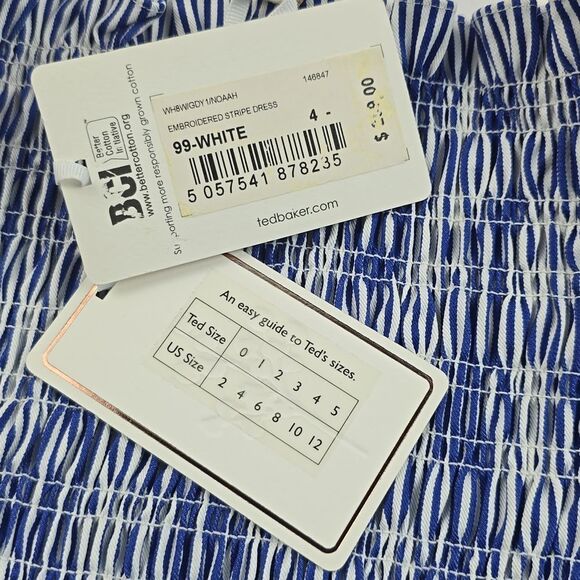 WH8WIGDY1/NOAAH 146847
EMBROIDERED STRIPE DRESS
99-WHITE 4 -
5 057541 878235
tedbaker.com
BCI
Better
Cotton
Initiative
www.bettercotton.org
Supporting more responsibly grown cotton
An easy guide to Ted's sizes.
Ted Size 0 1 2 3 4 5
US Size 2 4 6 8 10 12